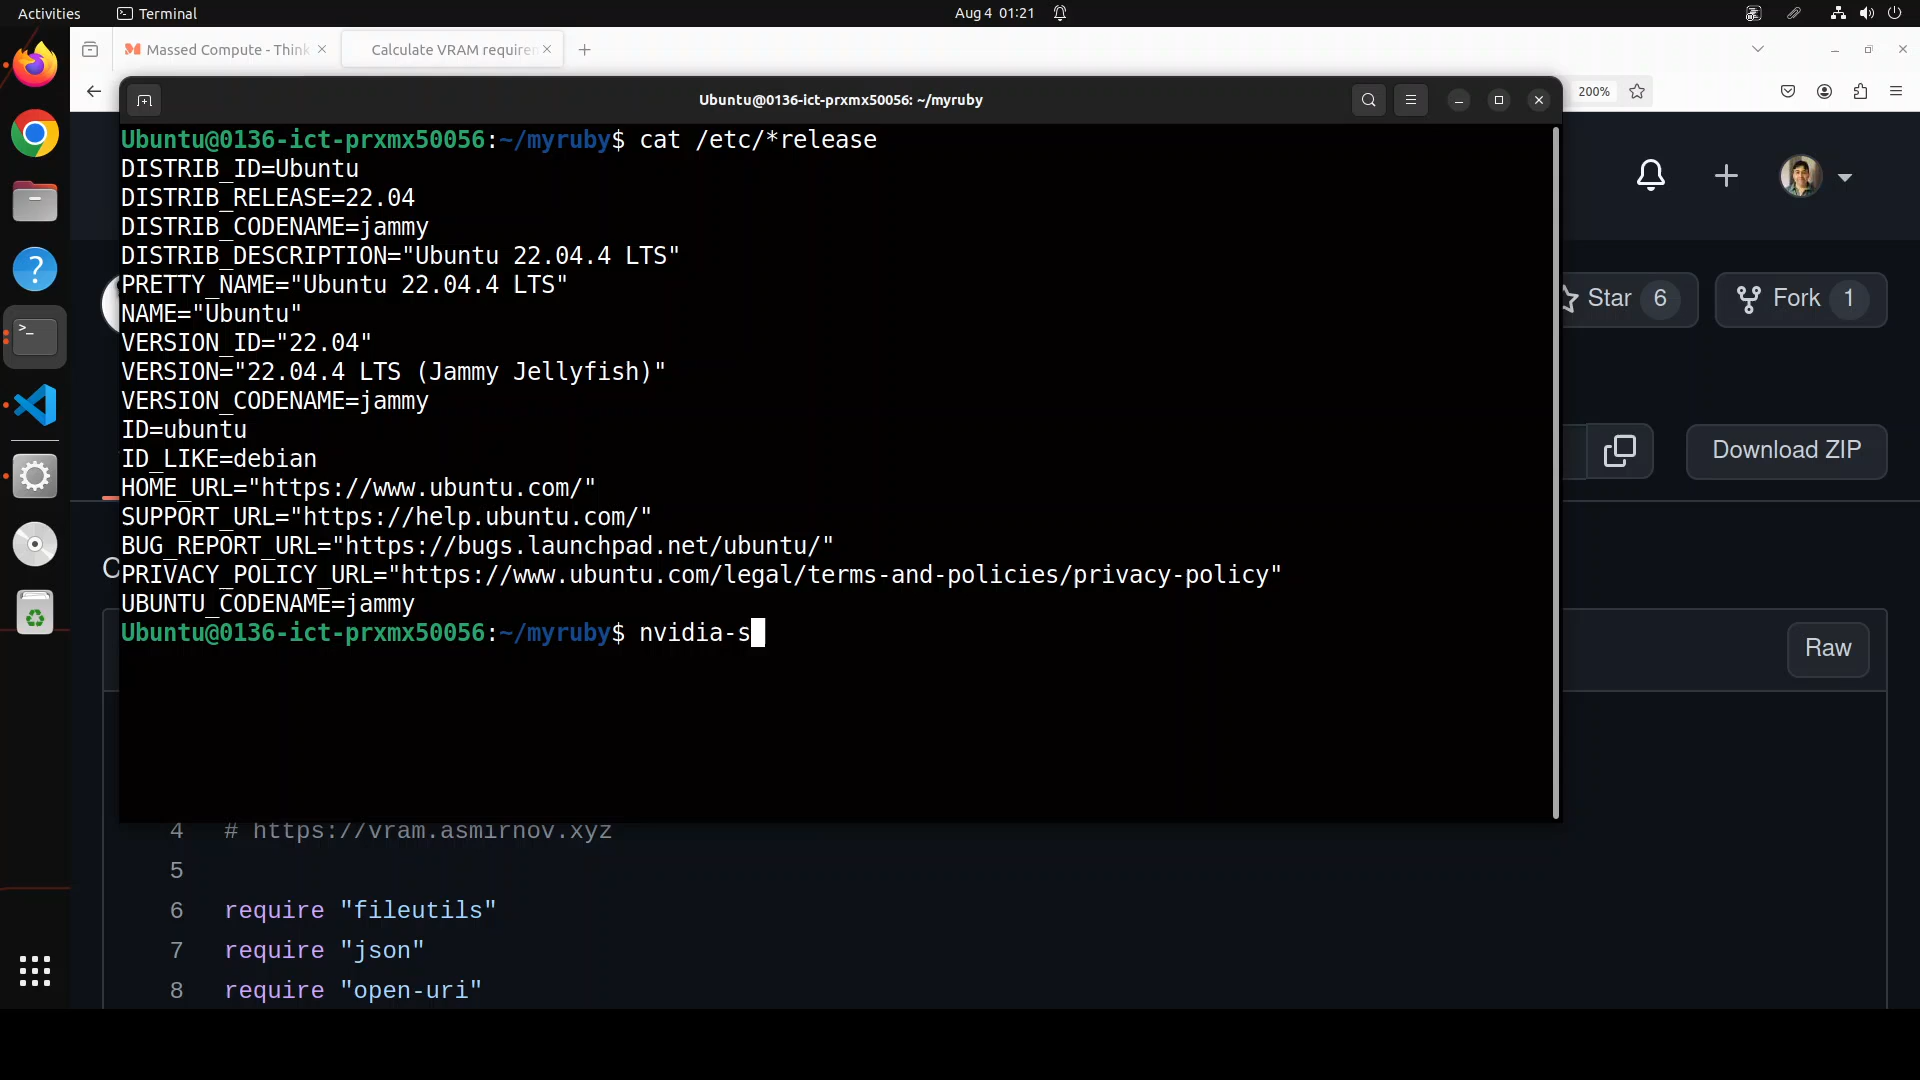 Activities
Terminal
Aug 4 01:21
Massed Compute - Think
Calculate VRAM requirem
200%
Ubuntu@0136-ict-prxmx50056: ~/myruby
Ubuntu@0136-ict-prxmx50056:~/myruby$ cat /etc/*release
DISTRIB_ID=Ubuntu
DISTRIB_RELEASE=22.04
DISTRIB_CODENAME=jammy
DISTRIB_DESCRIPTION="Ubuntu 22.04.4 LTS"
PRETTY_NAME="Ubuntu 22.04.4 LTS"
NAME="Ubuntu"
VERSION_ID="22.04"
VERSION="22.04.4 LTS (Jammy Jellyfish)"
VERSION_CODENAME=jammy
ID=ubuntu
ID_LIKE=debian
HOME_URL="https://www.ubuntu.com/"
SUPPORT_URL="https://help.ubuntu.com/"
BUG_REPORT_URL="https://bugs.launchpad.net/ubuntu/"
PRIVACY_POLICY_URL="https://www.ubuntu.com/legal/terms-and-policies/privacy-policy"
UBUNTU_CODENAME=jammy
Ubuntu@0136-ict-prxmx50056:~/myruby$ nvidia-s
Star 6
Fork 1
Download ZIP
Raw
4 # https://vram.asmirnov.xyz
5
6 require "fileutils"
7 require "json"
8 require "open-uri"